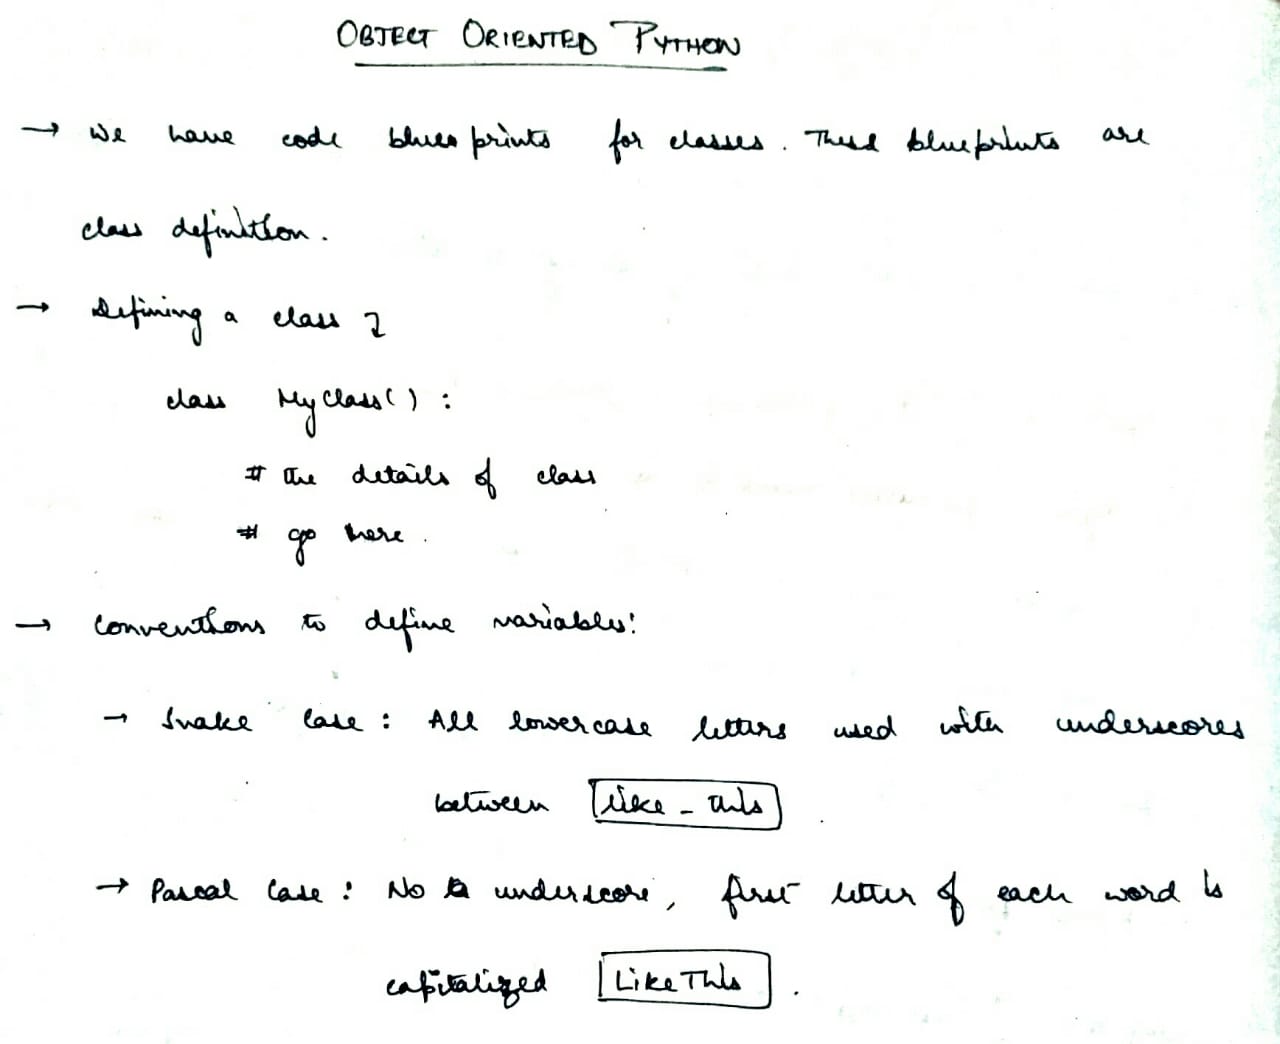 OBJECT ORIENTED PYTHON
→ We have code blueprints for classes. These blueprints are
class definition.
→ Defining a class
class MyClass():
# the details of class
# go here.
→ Conventions to define variables:
→ Snake Case: All lowercase letters used with underscores
between like_this.
→ Pascal Case: No underscore, first letter of each word is
capitalized LikeThis.